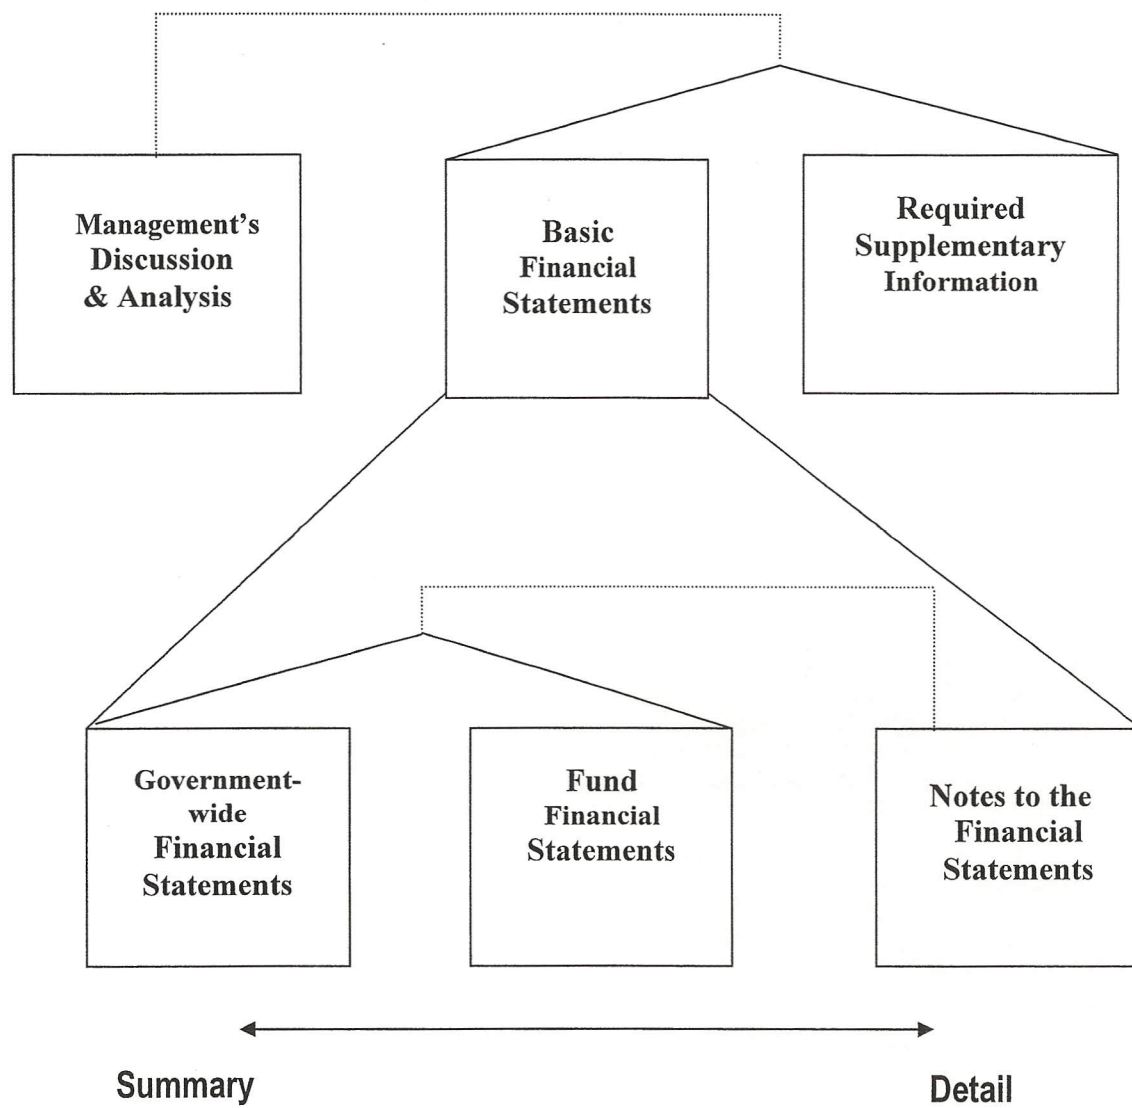 Management’s
Discussion
& Analysis
Basic
Financial
Statements
Required
Supplementary
Information
Government-
wide
Financial
Statements
Fund
Financial
Statements
Notes to the
Financial
Statements
Summary
Detail